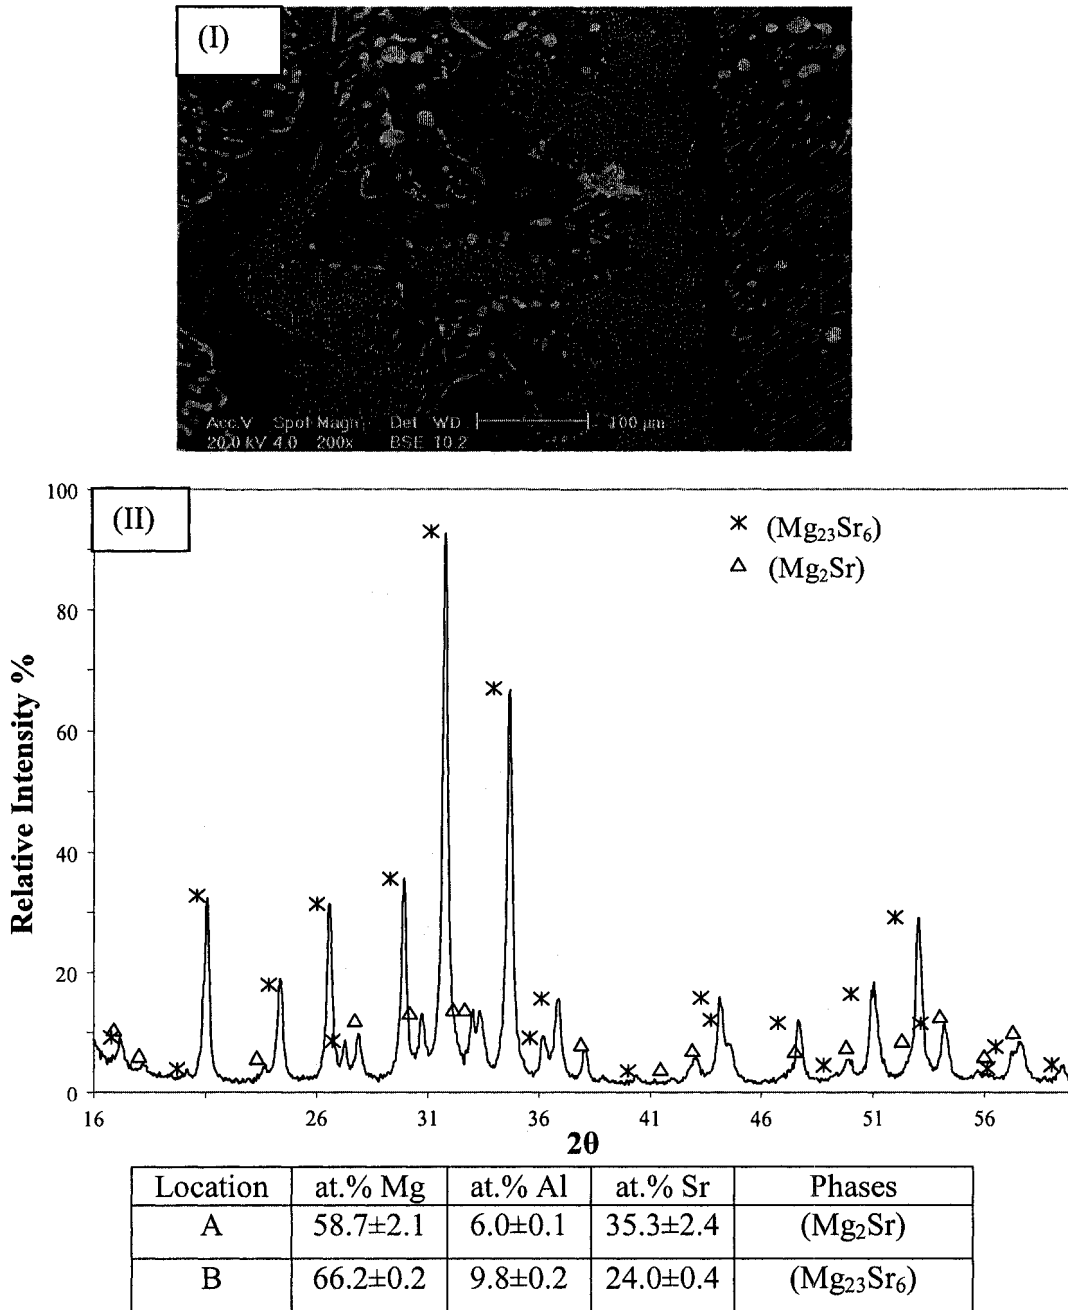 (I)
Acc.V Spot Magn Det WD 100 µm
20.0 kV 4.0 200x BSE 10.2
(II)
(Mg₂₃Sr₆)
(Mg₂Sr)
Relative Intensity %
100
80
60
40
20
0
16 26 31 36 41 46 51 56
2θ
Location at.% Mg at.% Al at.% Sr Phases
A 58.7±2.1 6.0±0.1 35.3±2.4 (Mg₂Sr)
B 66.2±0.2 9.8±0.2 24.0±0.4 (Mg₂₃Sr₆)